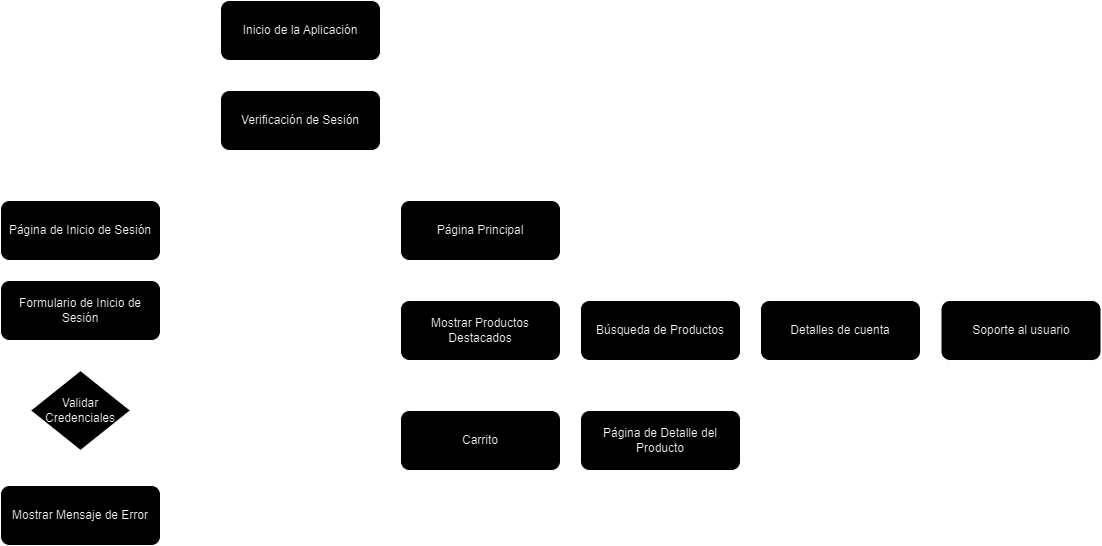 Inicio de la Aplicación
Verificación de Sesión
Página de Inicio de Sesión
Página Principal
Formulario de Inicio de
Sesión
Mostrar Productos
Destacados
Búsqueda de Productos
Detalles de cuenta
Soporte al usuario
Validar
Credenciales
Carrito
Página de Detalle del
Producto
Mostrar Mensaje de Error